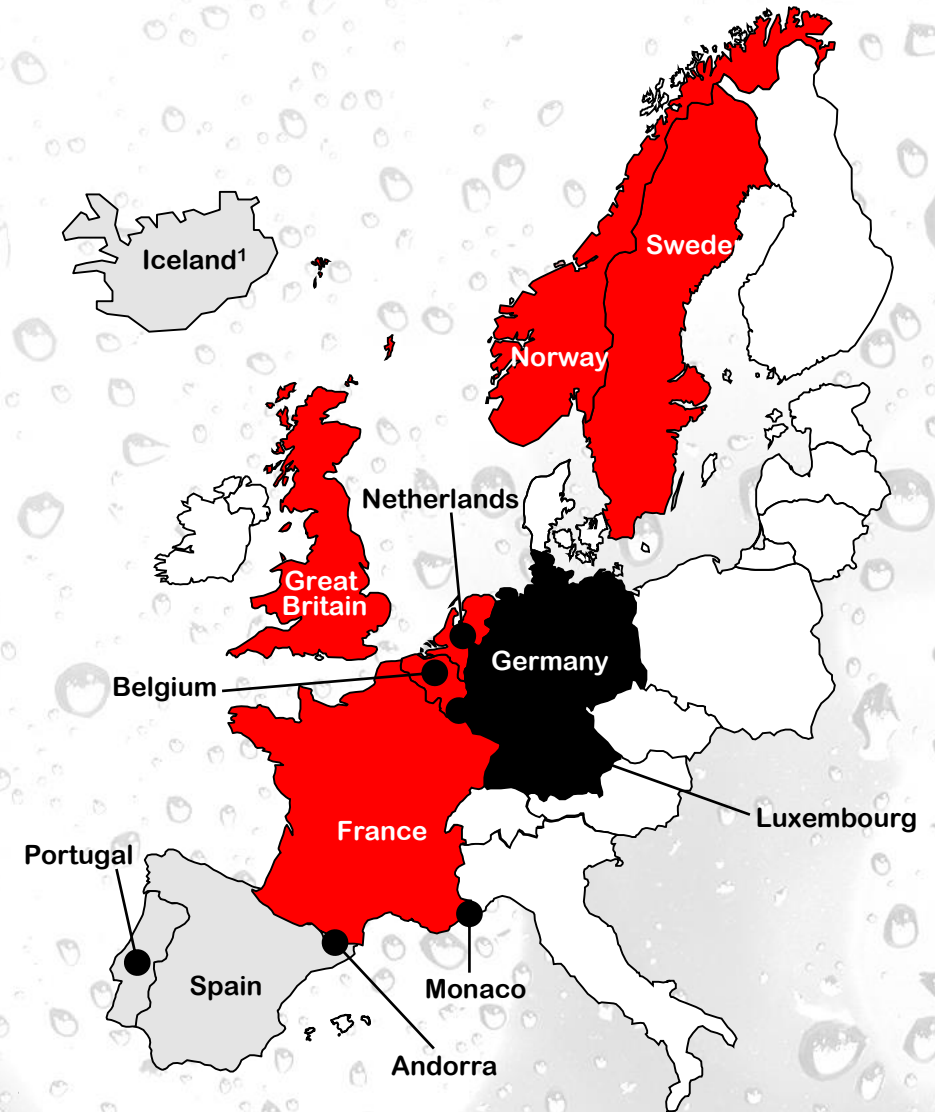 Iceland¹
Swede
Norway
Netherlands
Great
Britain
Germany
Belgium
Luxembourg
France
Portugal
Spain
Monaco
Andorra